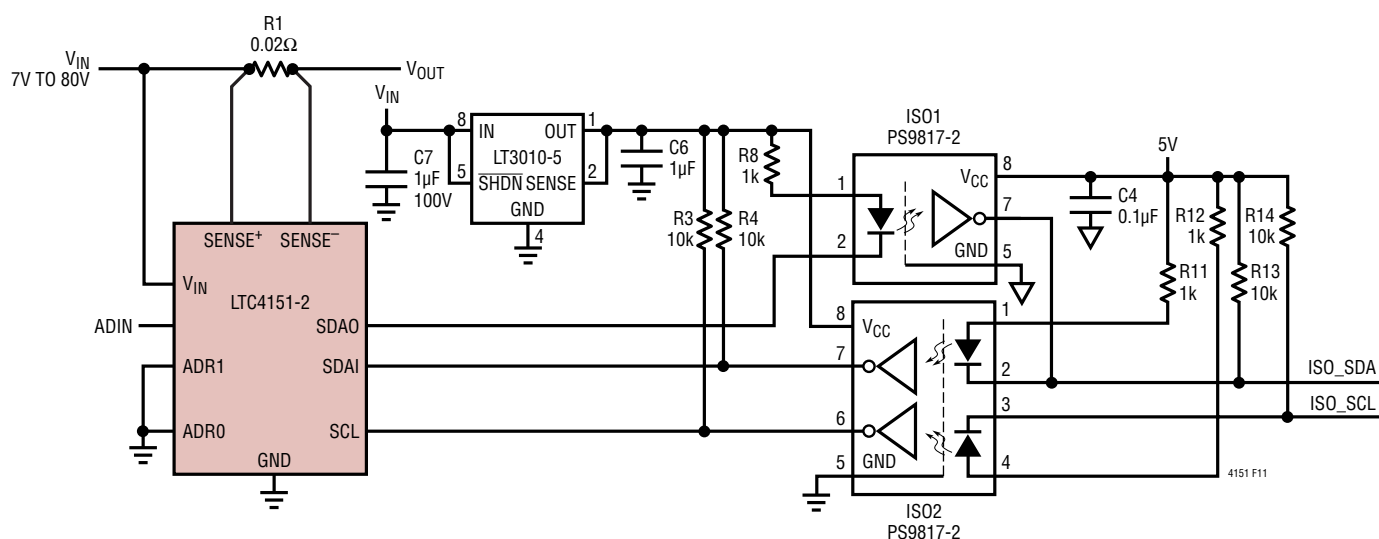 R1
0.02Ω
VIN
7V TO 80V
VOUT
VIN
C7
1µF
100V
8
IN
OUT
1
LT3010-5
5
SHDN
SENSE
2
GND
4
C6
1µF
R3
10k
R4
10k
R8
1k
ISO1
PS9817-2
1
2
VCC
8
7
GND
5
5V
C4
0.1µF
R12
1k
R14
10k
R11
1k
R13
10k
SENSE+
SENSE–
VIN
LTC4151-2
ADIN
SDAO
ADR1
SDAI
ADR0
SCL
GND
8
VCC
7
6
5
GND
1
2
3
4
ISO2
PS9817-2
ISO_SDA
ISO_SCL
4151 F11